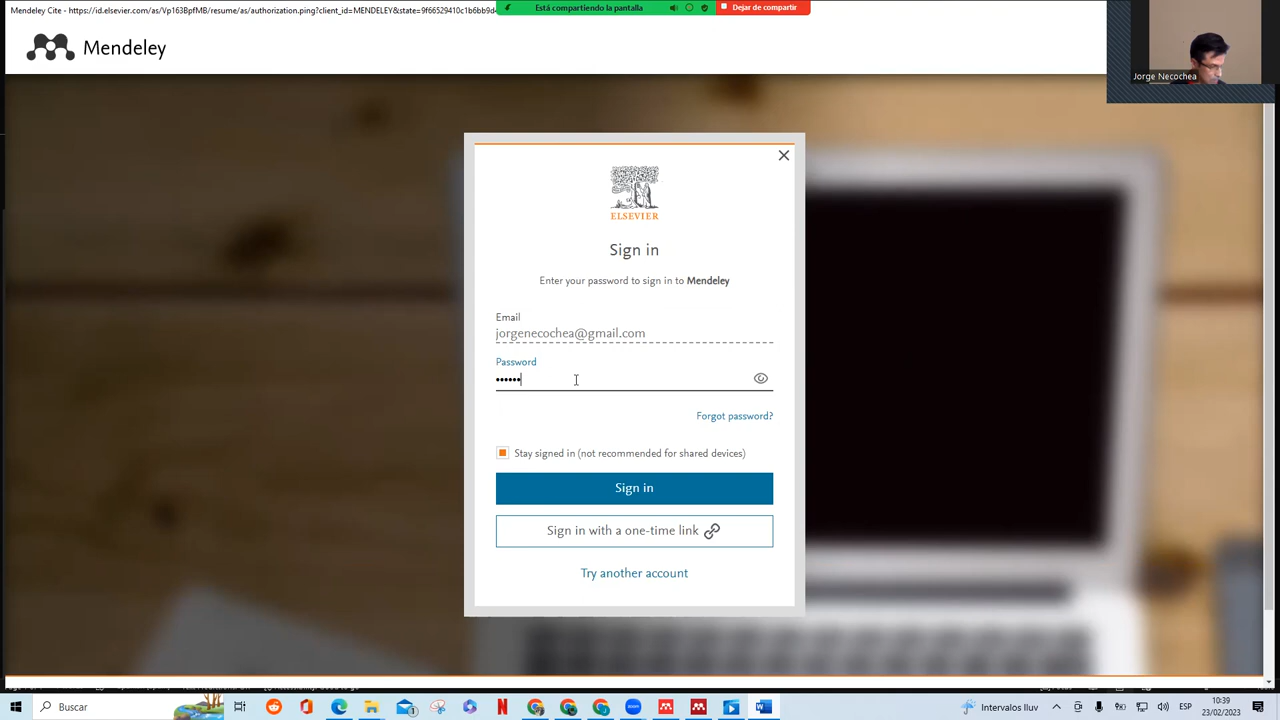 Mendeley Cite - https://id.elsevier.com/as/Vp163BpfMB/resume/as/authorization.ping?client_id=MENDELEY&state=9f66529410c1b6bb9d4
Está compartiendo la pantalla
Dejar de compartir
Mendeley
Jorge Necochea
ELSEVIER
Sign in
Enter your password to sign in to Mendeley
Email
jorgenecochea@gmail.com
Password
••••••
Forgot password?
Stay signed in (not recommended for shared devices)
Sign in
Sign in with a one-time link
Try another account
Buscar
Intervalos lluv
ESP
10:39
23/02/2023